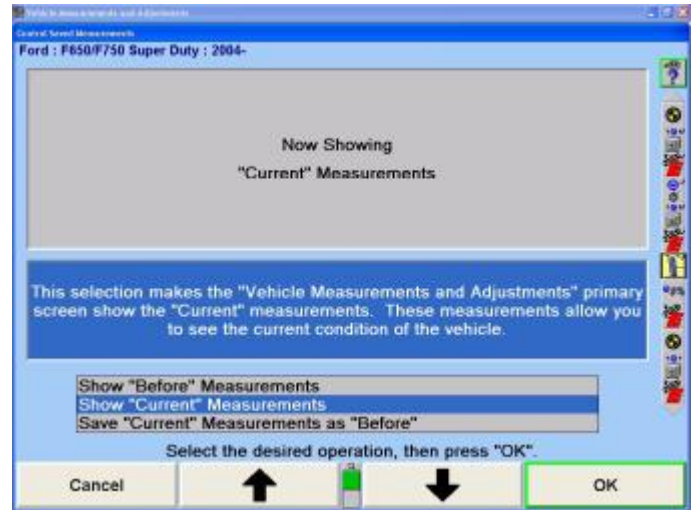 Vehicle Measurements and Adjustments
Control Saved Measurements
Ford : F650/F750 Super Duty : 2004-
Now Showing
"Current" Measurements
This selection makes the "Vehicle Measurements and Adjustments" primary
screen show the "Current" measurements. These measurements allow you
to see the current condition of the vehicle.
Show "Before" Measurements
Show "Current" Measurements
Save "Current" Measurements as "Before"
Select the desired operation, then press "OK".
Cancel
OK